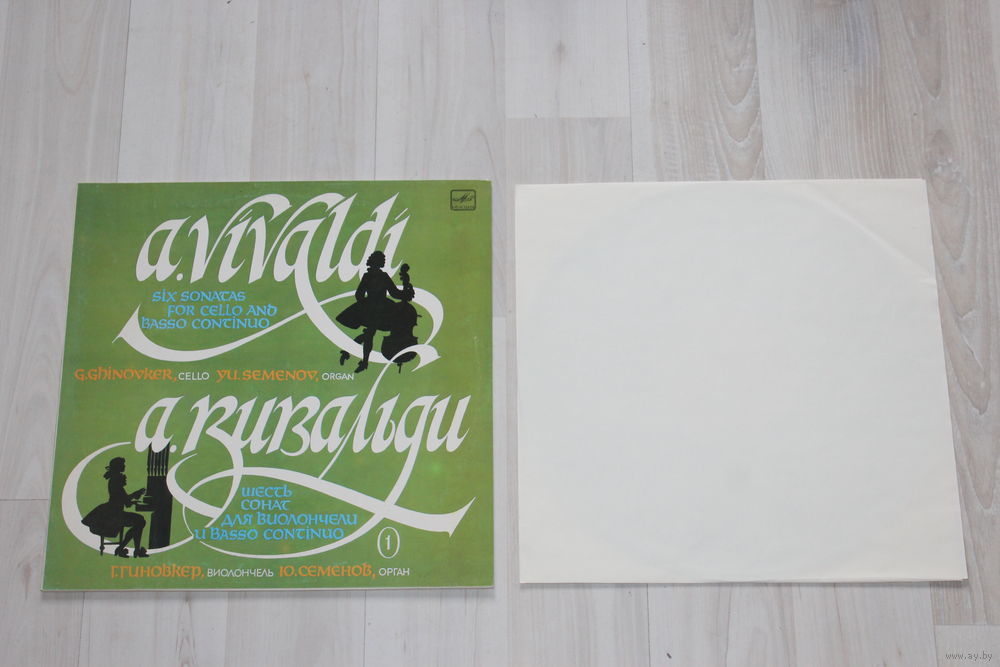 a.Vivaldi
SIX SONATAS
FOR CELLO AND
BASSO CONTINUO
G.GHINOVKER, CELLO YU. SEMENOV, ORGAN
а.Вивальди
ШЕСТЬ
СОНАТ
ДЛЯ ВИОЛОНЧЕЛИ
И BASSO CONTINUO
1
Г.ГИНОВКЕР, ВИОЛОНЧЕЛЬ Ю.СЕМЕНОВ, ОРГАН
www.ay.by